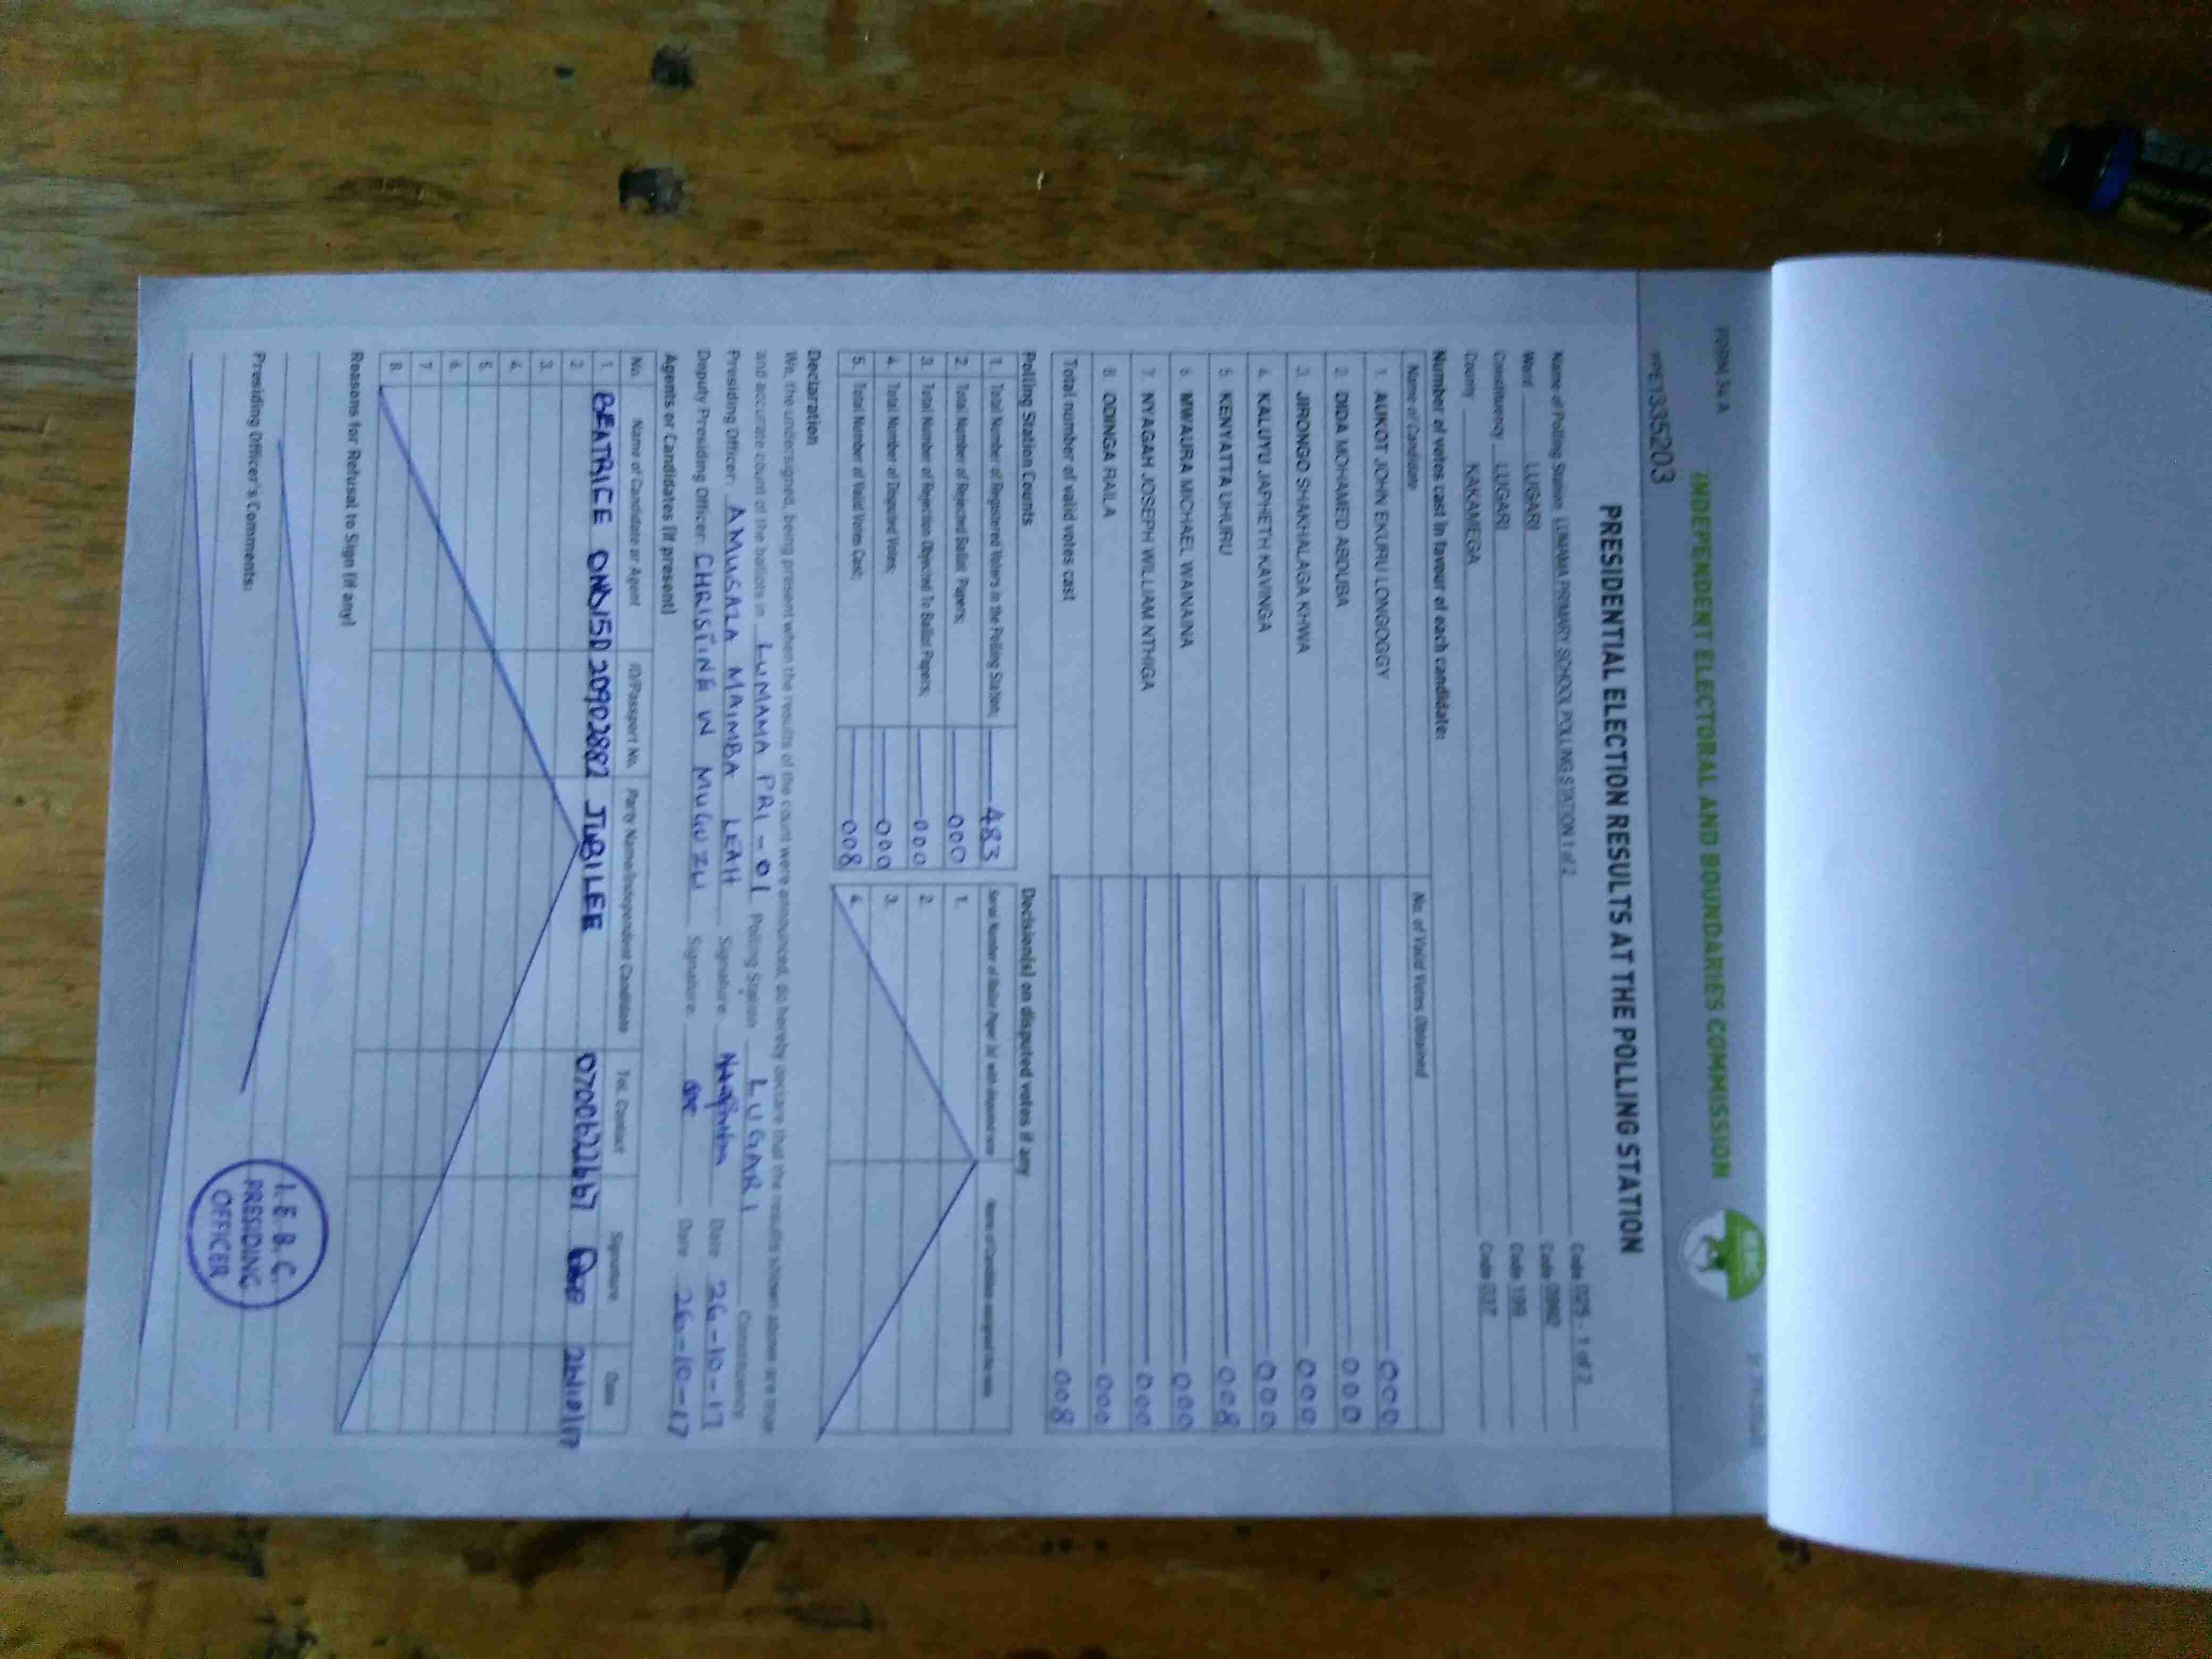 FORM 34 A
INDEPENDENT ELECTORAL AND BOUNDARIES COMMISSION
IEBC
PRESIDENTIAL ELECTION RESULTS AT THE POLLING STATION
Name of Polling Station LUMAMA PRIMARY SCHOOL POLLING STATION 1 of 2 Code 025 - 1 of 2
Ward LUGARI Code
Constituency LUGARI Code 199
County KAKAMEGA Code 037
Number of votes cast in favour of each candidate:
Name of Candidate No. of Valid Votes Obtained
1. AUKOT JOHN EKURU LONGOGGY 000
2. DIDA MOHAMED ABDUBA 000
3. JIRONGO SHAKHALAGA KHWA 000
4. KALUYU JAPHETH KAVINGA 000
5. KENYATTA UHURU 008
6. MWAURA MICHAEL WAINAINA 000
7. NYAGAH JOSEPH WILLIAM NTHIGA 000
8. ODINGA RAILA 000
Total number of valid votes cast 008
Polling Station Counts
1. Total Number of Registered Voters in the Polling Station: 483
2. Total Number of Rejected Ballot Papers: 000
3. Total Number of Rejection Objected To Ballot Papers: 000
4. Total Number of Disputed Votes: 000
5. Total Number of Valid Votes Cast: 008
Decision(s) on disputed votes if any
Serial Number of Ballot Paper (s) with disputed vote Name of Candidate assigned the vote
1.
2.
3.
4.
Declaration
We, the undersigned, being present when the results of the count were announced, do hereby declare that the results shown above are true
and accurate count of the ballots in LUMAMA PRI - 01 Polling Station LUGARI Constituency
Presiding Officer: AMUSALA MAIMBA LEAH Signature Date 26-10-17
Deputy Presiding Officer: CHRISTINE W MUGUZU Signature Date 26-10-17
Agents or Candidates (if present)
No. Name of Candidate or Agent ID/Passport No. Party Name/Independent Candidate Tel. Contact Signature Date
1. BEATRICE 20902882 JUBILEE 0700622667 26/10/17
2
3.
4.
5.
6.
7.
8.
Reasons for Refusal to Sign (if any)
Presiding Officer's Comments:
I.E.B.C.
PRESIDING
OFFICER